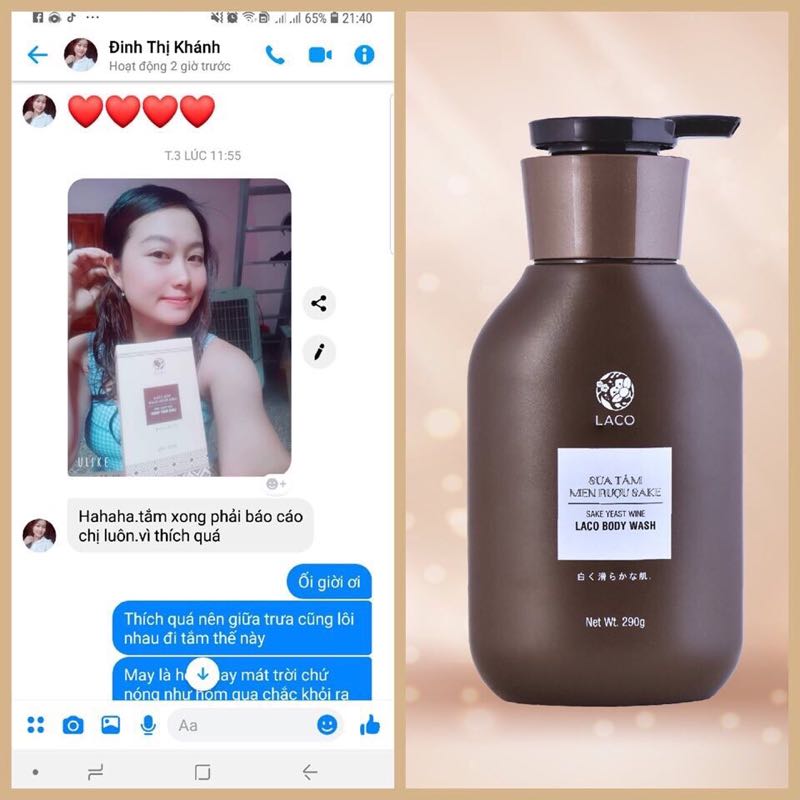 65% 21:40
Đinh Thị Khánh
Hoạt động 2 giờ trước
T.3 LÚC 11:55
LACO
ULIKE
Hahaha.tắm xong phải báo cáo
chị luôn.vì thích quá
Ối giời ơi
Thích quá nên giữa trưa cũng lôi
nhau đi tắm thế này
May là
mát trời chứ
nóng như hôm qua chắc khỏi ra
Aa
LACO
SỮA TẮM
MEN RƯỢU SAKE
SAKE YEAST WINE
LACO BODY WASH
白く滑らかな肌.
Net Wt. 290g